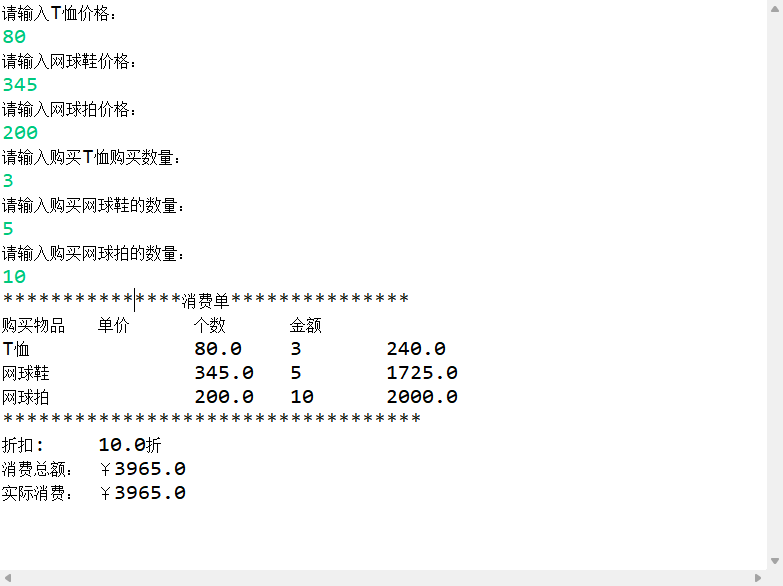 请输入T恤价格：
80
请输入网球鞋价格：
345
请输入网球拍价格：
200
请输入购买T恤购买数量：
3
请输入购买网球鞋的数量：
5
请输入购买网球拍的数量：
10
***************消费单***************
购买物品 单价 个数 金额
T恤 80.0 3 240.0
网球鞋 345.0 5 1725.0
网球拍 200.0 10 2000.0
***********************************
折扣： 10.0折
消费总额： ￥3965.0
实际消费： ￥3965.0